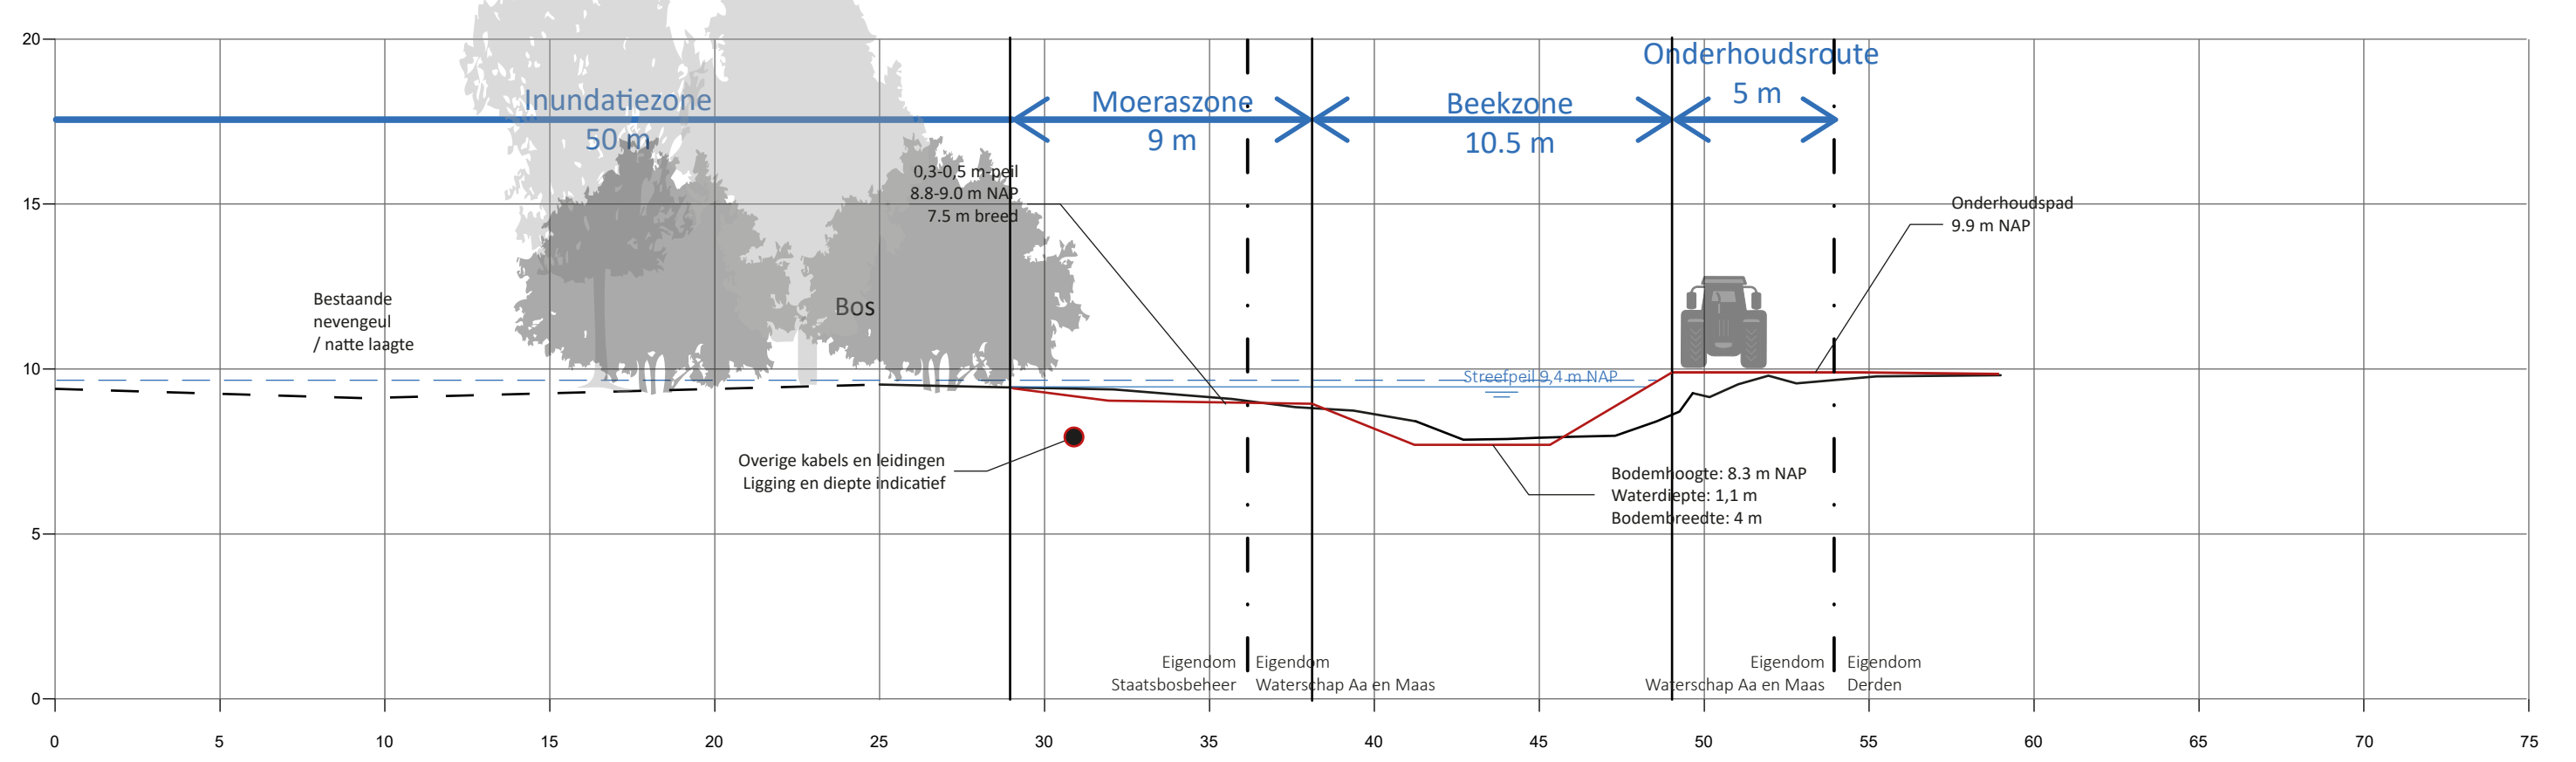 20
Onderhoudsroute
5 m
Inundatiezone
50 m
Moeraszone
9 m
Beekzone
10.5 m
0,3-0,5 m-peil
8.8-9.0 m NAP
7.5 m breed
15
Onderhoudspad
9.9 m NAP
Bestaande
nevengeul
/ natte laagte
Bos
10
Streefpeil 9,4 m NAP
Overige kabels en leidingen
Ligging en diepte indicatief
Bodemhoogte: 8.3 m NAP
Waterdiepte: 1,1 m
Bodembreedte: 4 m
5
Eigendom
Staatsbosbeheer
Eigendom
Waterschap Aa en Maas
Eigendom
Waterschap Aa en Maas
Eigendom
Derden
0
0 5 10 15 20 25 30 35 40 45 50 55 60 65 70 75